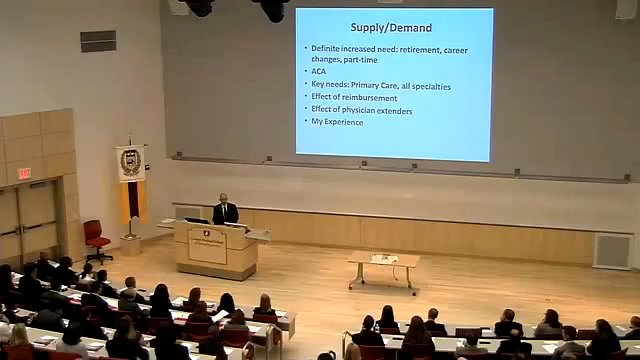 Supply/Demand
• Definite increased need: retirement, career
changes, part-time
• ACA
• Key needs: Primary Care, all specialties
• Effect of reimbursement
• Effect of physician extenders
• My Experience
EXIT